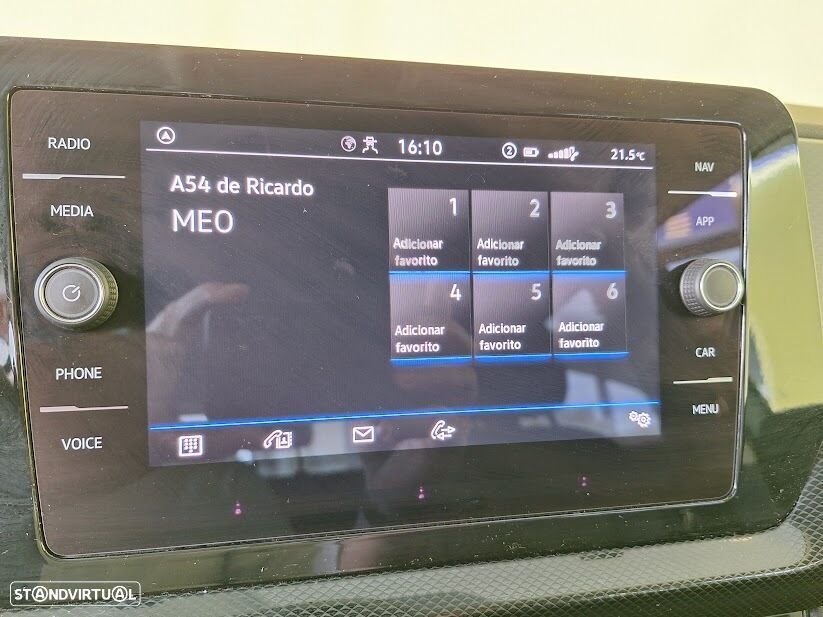 RADIO
MEDIA
PHONE
VOICE
16:10
2
21.5°C
A54 de Ricardo
MEO
1
Adicionar
favorito
2
Adicionar
favorito
3
Adicionar
favorito
4
Adicionar
favorito
5
Adicionar
favorito
6
Adicionar
favorito
NAV
APP
CAR
MENU
STANDVIRTUAL